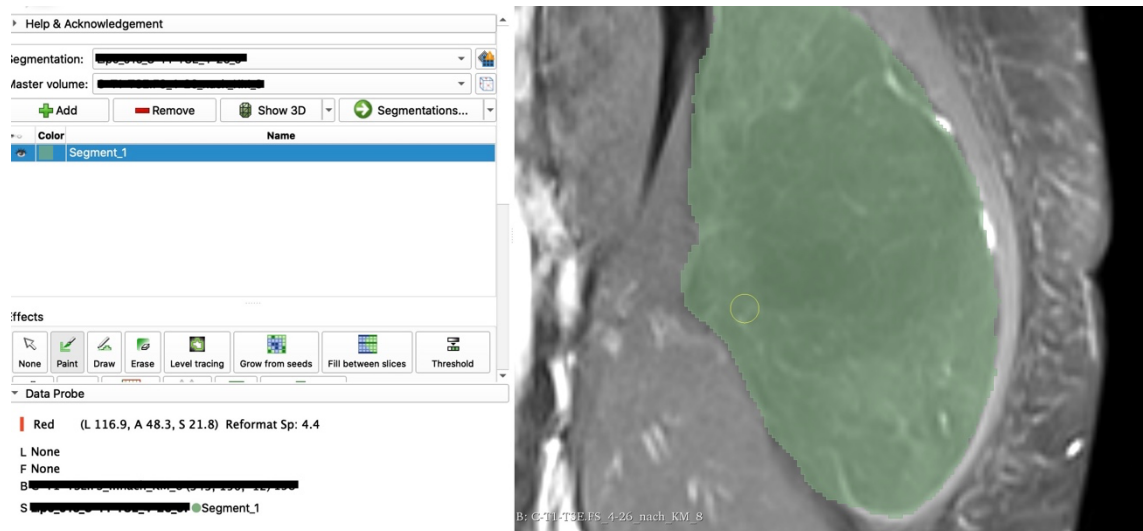 Help & Acknowledgement
egmentation:
Master volume:
Add Remove Show 3D Segmentations...
Color Name
Segment_1
ffects
None Paint Draw Erase Level tracing Grow from seeds Fill between slices Threshold
Data Probe
Red (L 116.9, A 48.3, S 21.8) Reformat Sp: 4.4
L None
F None
B
S Segment_1
B: C-T1-T3E.FS_4-26_nach_KM_8